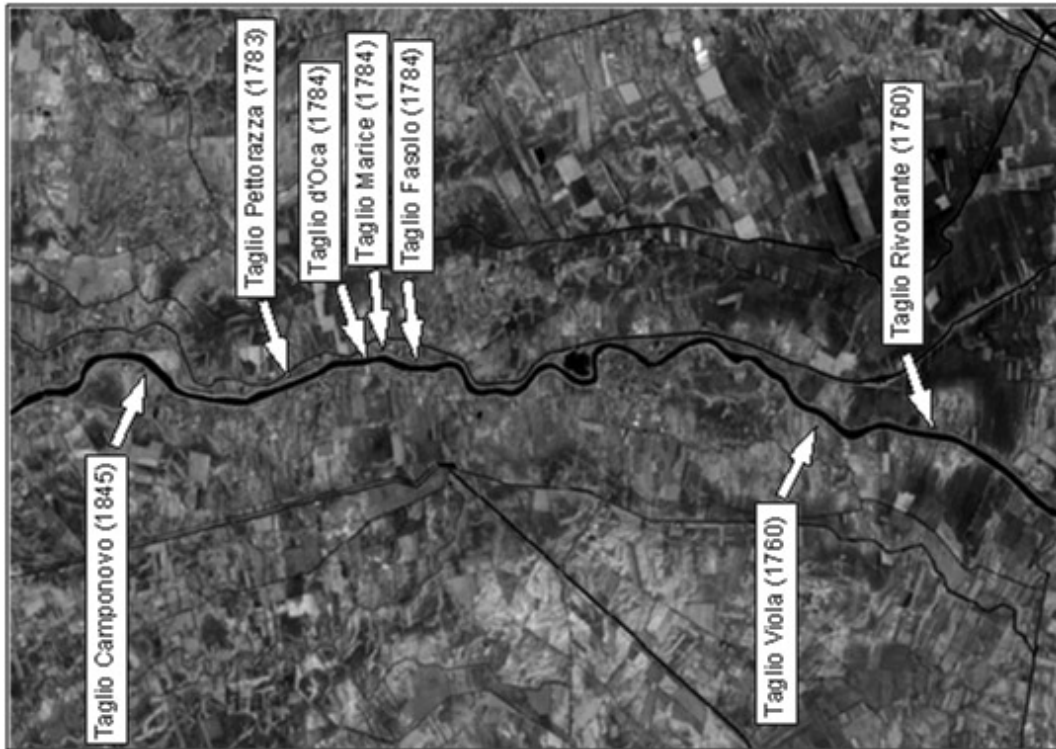 Taglio Camponovo (1845)
Taglio Pettorazza (1783)
Taglio d'Oca (1784)
Taglio Marice (1784)
Taglio Fasolo (1784)
Taglio Viola (1760)
Taglio Rivoltante (1760)